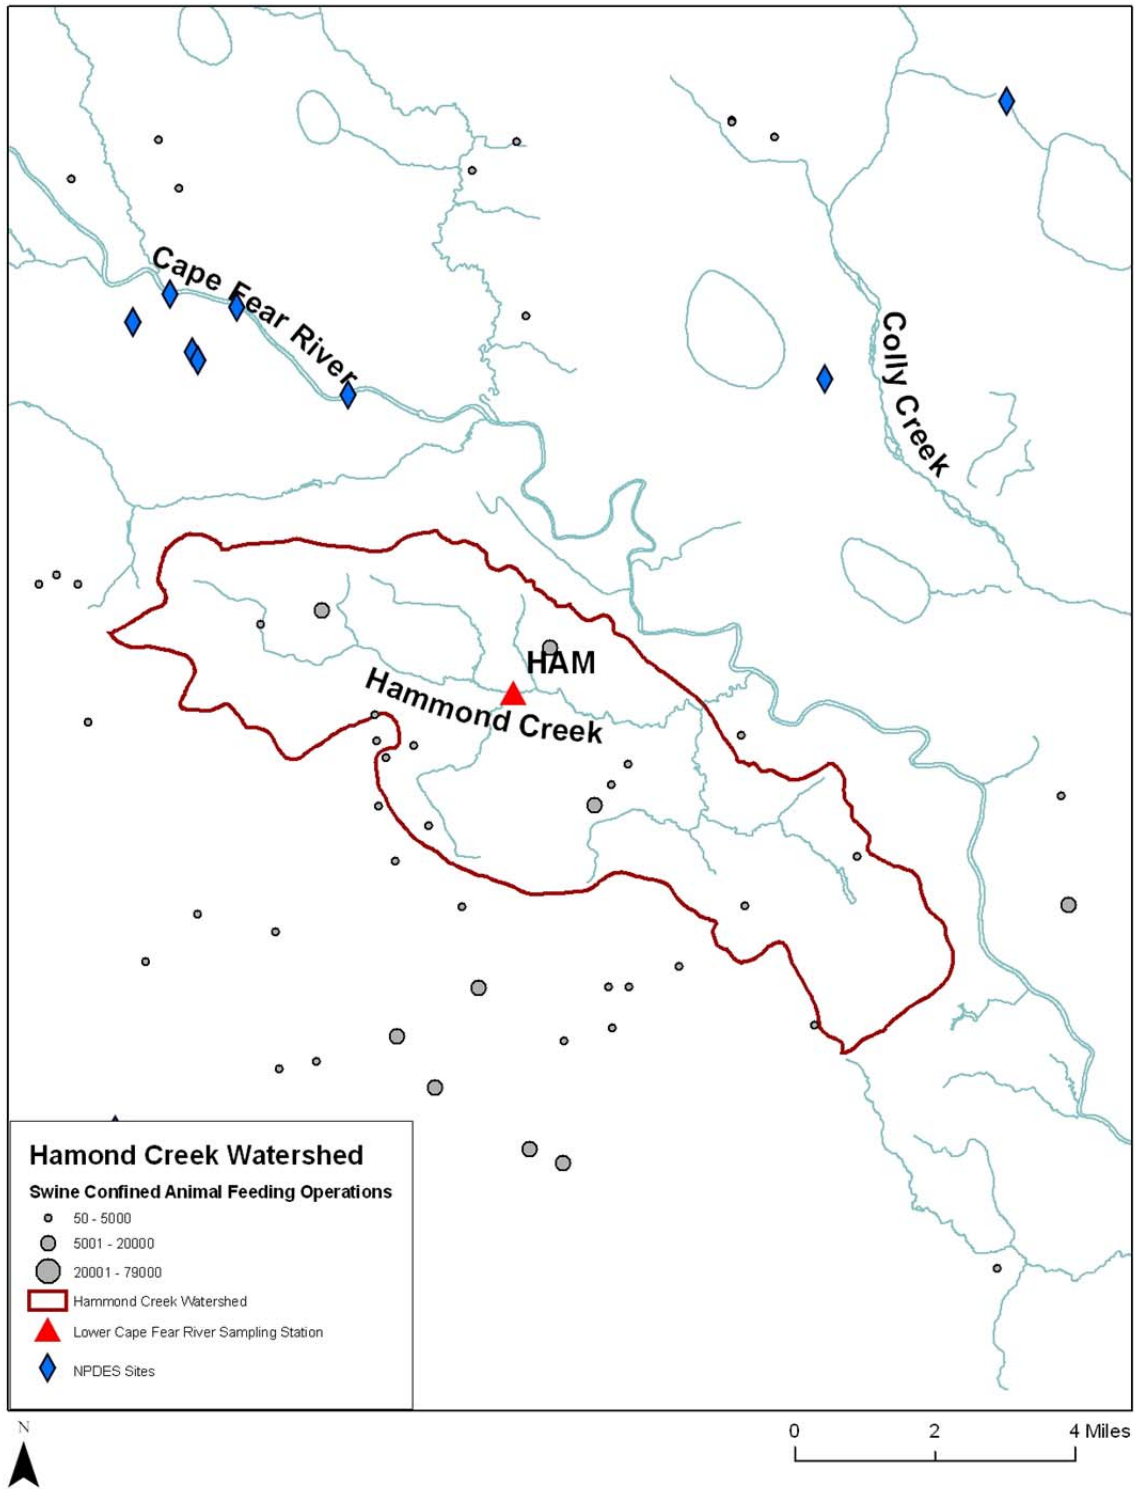 Cape Fear River
Colly Creek
HAM
Hammond Creek
Hamond Creek Watershed
Swine Confined Animal Feeding Operations
50 - 5000
5001 - 20000
20001 - 79000
Hammond Creek Watershed
Lower Cape Fear River Sampling Station
NPDES Sites
N
0 2 4 Miles